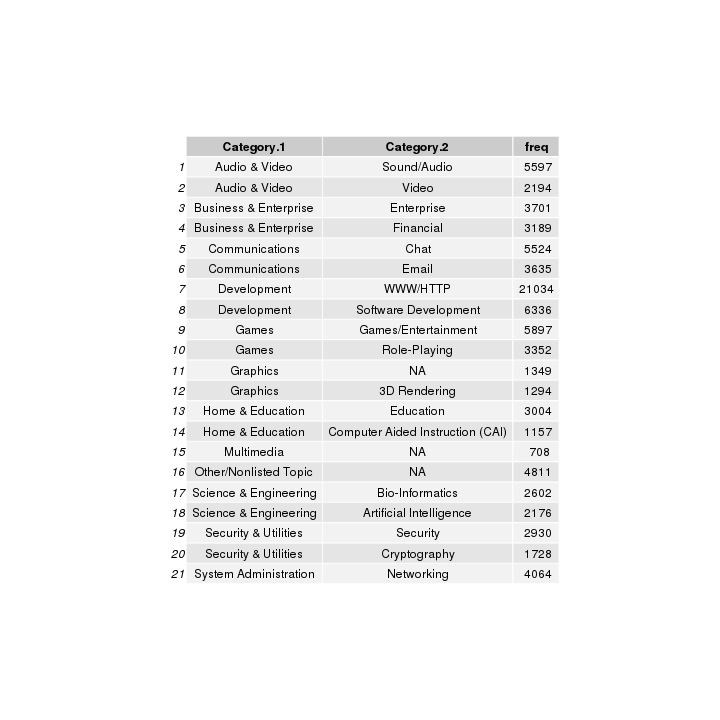 Category.1 Category.2 freq
1 Audio & Video Sound/Audio 5597
2 Audio & Video Video 2194
3 Business & Enterprise Enterprise 3701
4 Business & Enterprise Financial 3189
5 Communications Chat 5524
6 Communications Email 3635
7 Development WWW/HTTP 21034
8 Development Software Development 6336
9 Games Games/Entertainment 5897
10 Games Role-Playing 3352
11 Graphics NA 1349
12 Graphics 3D Rendering 1294
13 Home & Education Education 3004
14 Home & Education Computer Aided Instruction (CAI) 1157
15 Multimedia NA 708
16 Other/Nonlisted Topic NA 4811
17 Science & Engineering Bio-Informatics 2602
18 Science & Engineering Artificial Intelligence 2176
19 Security & Utilities Security 2930
20 Security & Utilities Cryptography 1728
21 System Administration Networking 4064